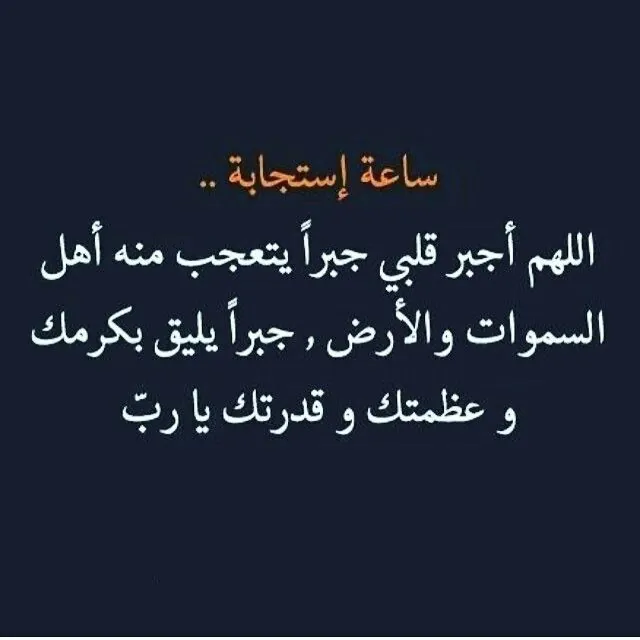 ساعة إستجابة ..
اللهم أجبر قلبي جبراً يتعجب منه أهل
السموات والأرض , جبراً يليق بكرمك
و عظمتك و قدرتك يا ربّ